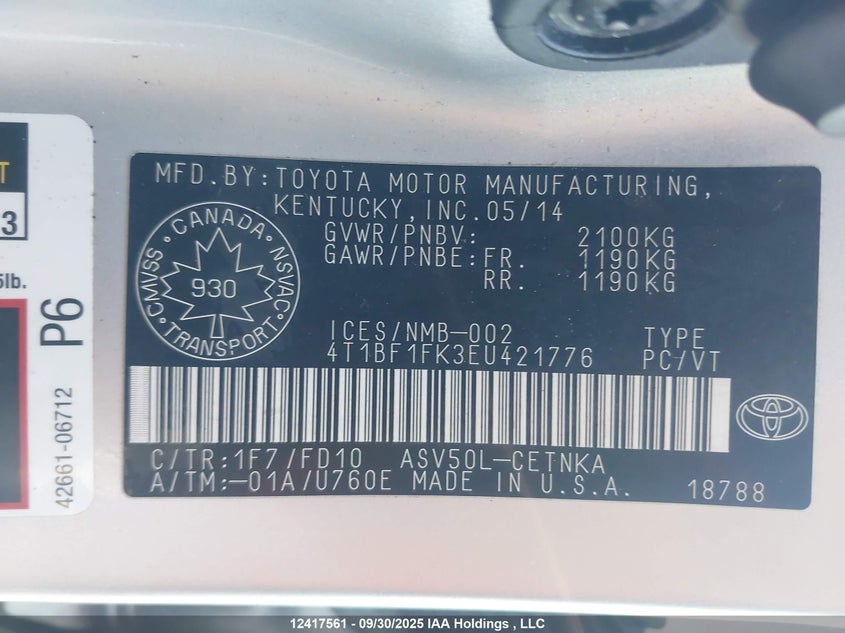 T
3
5lb.
P6
42661-06712
MFD.BY:TOYOTA MOTOR MANUFACTURING,
KENTUCKY,INC.05/14
GVWR/PNBV: 2100KG
GAWR/PNBE:FR. 1190KG
RR. 1190KG
CANADA
CMVSS 930 NSVAC
TRANSPORT
ICES/NMB-002 TYPE
4T1BF1FK3EU421776 PC/VT
C/TR:1F7/FD10 ASV50L-CETNKA
A/TM:-01A/U760E MADE IN U.S.A. 18788
12417561 - 09/30/2025 IAA Holdings , LLC